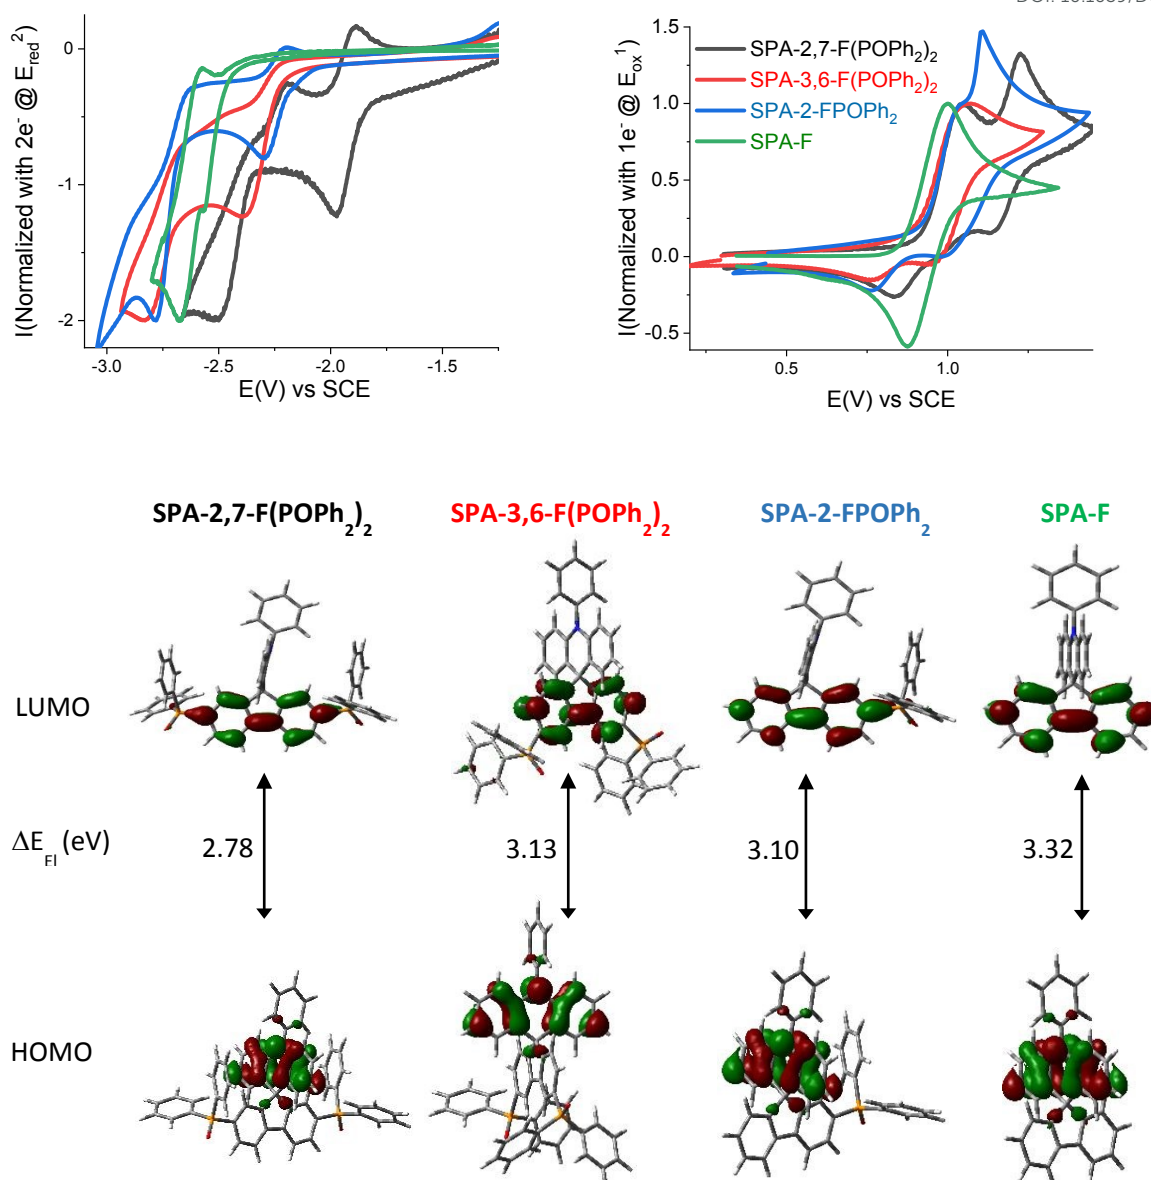 I(Normalized with 2e⁻ @ E_red²)
0
-1
-2
-3.0 -2.5 -2.0 -1.5
E(V) vs SCE
I(Normalized with 1e⁻ @ E_ox¹)
1.5
1.0
0.5
0.0
-0.5
SPA-2,7-F(POPh₂)₂
SPA-3,6-F(POPh₂)₂
SPA-2-FPOPh₂
SPA-F
0.5 1.0
E(V) vs SCE
SPA-2,7-F(POPh₂)₂ SPA-3,6-F(POPh₂)₂ SPA-2-FPOPh₂ SPA-F
LUMO
ΔE_El (eV) 2.78 3.13 3.10 3.32
HOMO